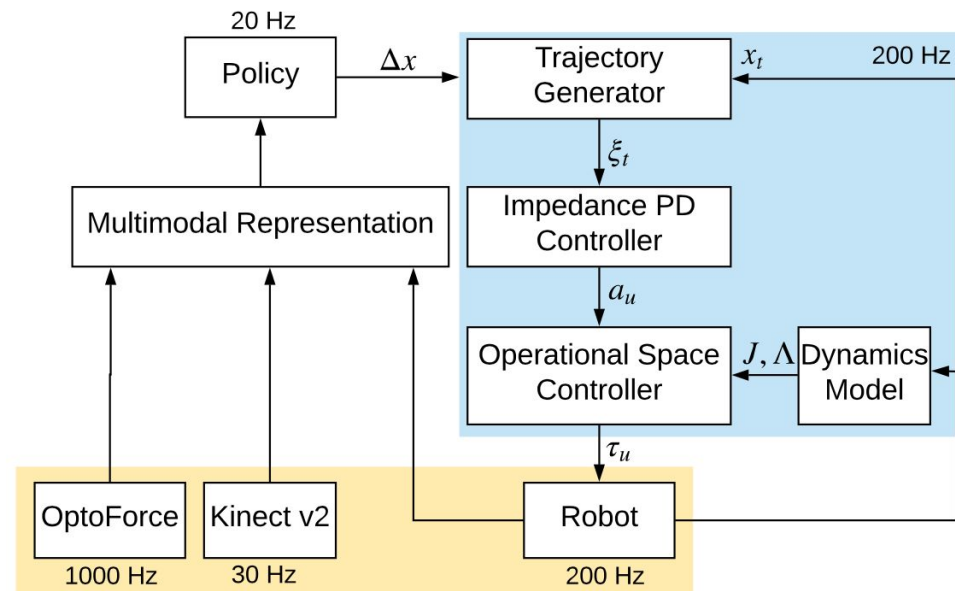 20 Hz
Policy
Δx
Trajectory
Generator
x_t
200 Hz
ξ_t
Multimodal Representation
Impedance PD
Controller
a_u
Operational Space
Controller
J, Λ
Dynamics
Model
τ_u
OptoForce
Kinect v2
Robot
1000 Hz
30 Hz
200 Hz